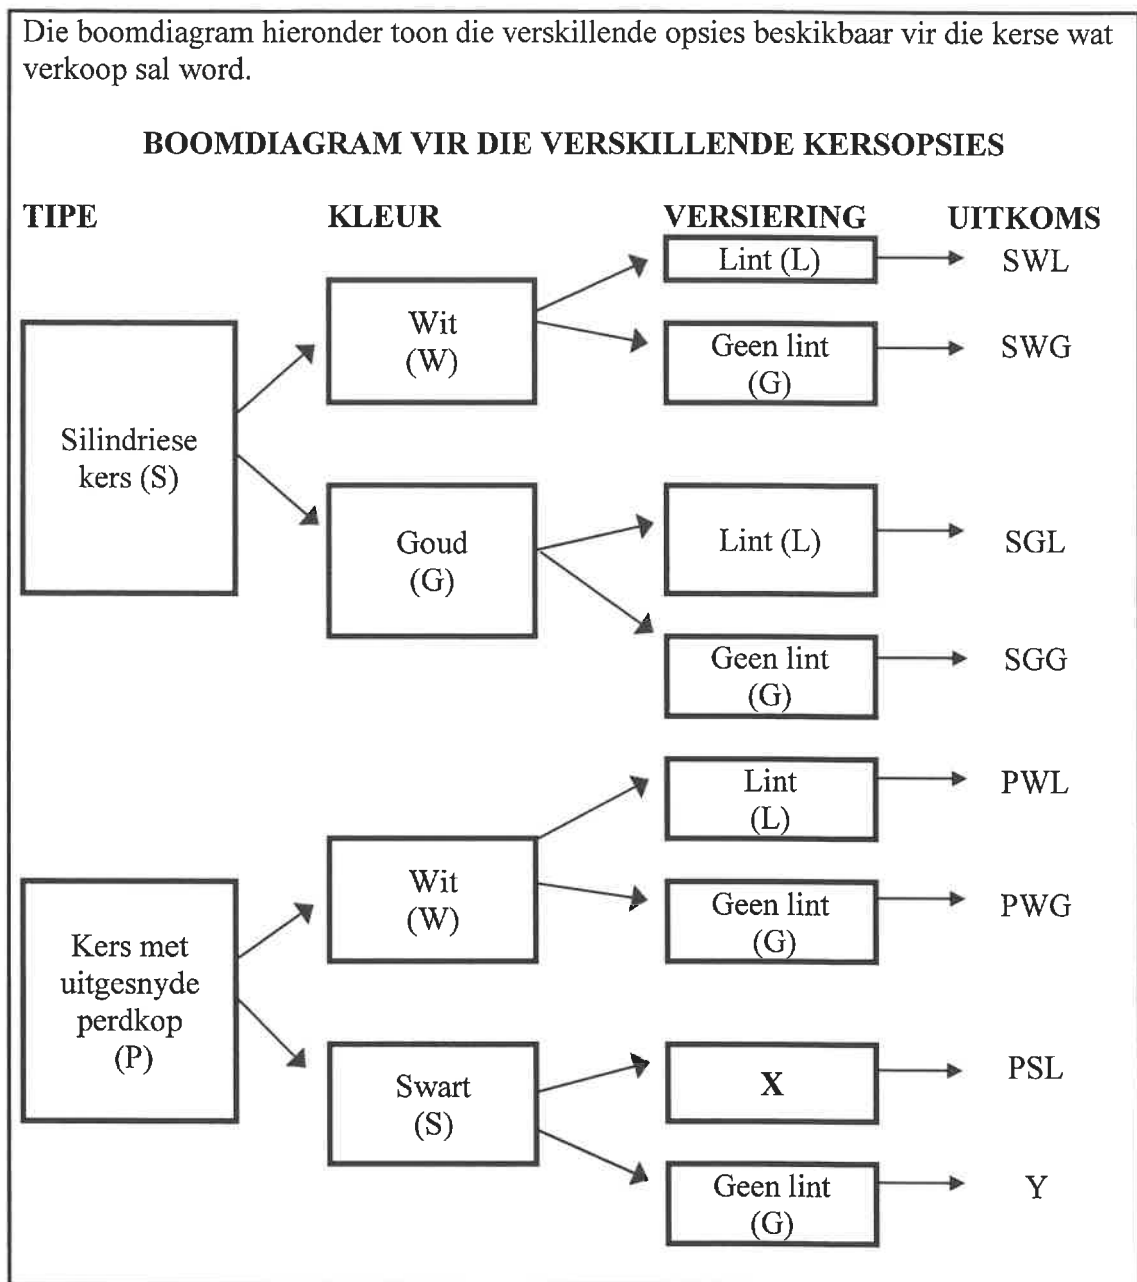 Die boomdiagram hieronder toon die verskillende opsies beskikbaar vir die kerse wat
verkoop sal word.
BOOMDIAGRAM VIR DIE VERSKILLENDE KERSOPSIES
TIPE KLEUR VERSIERING UITKOMS
Silindriese
kers (S)
Wit
(W)
Lint (L)
SWL
Geen lint
(G)
SWG
Goud
(G)
Lint (L)
SGL
Geen lint
(G)
SGG
Kers met
uitgesnyde
perdkop
(P)
Wit
(W)
Lint
(L)
PWL
Geen lint
(G)
PWG
Swart
(S)
X
PSL
Geen lint
(G)
Y